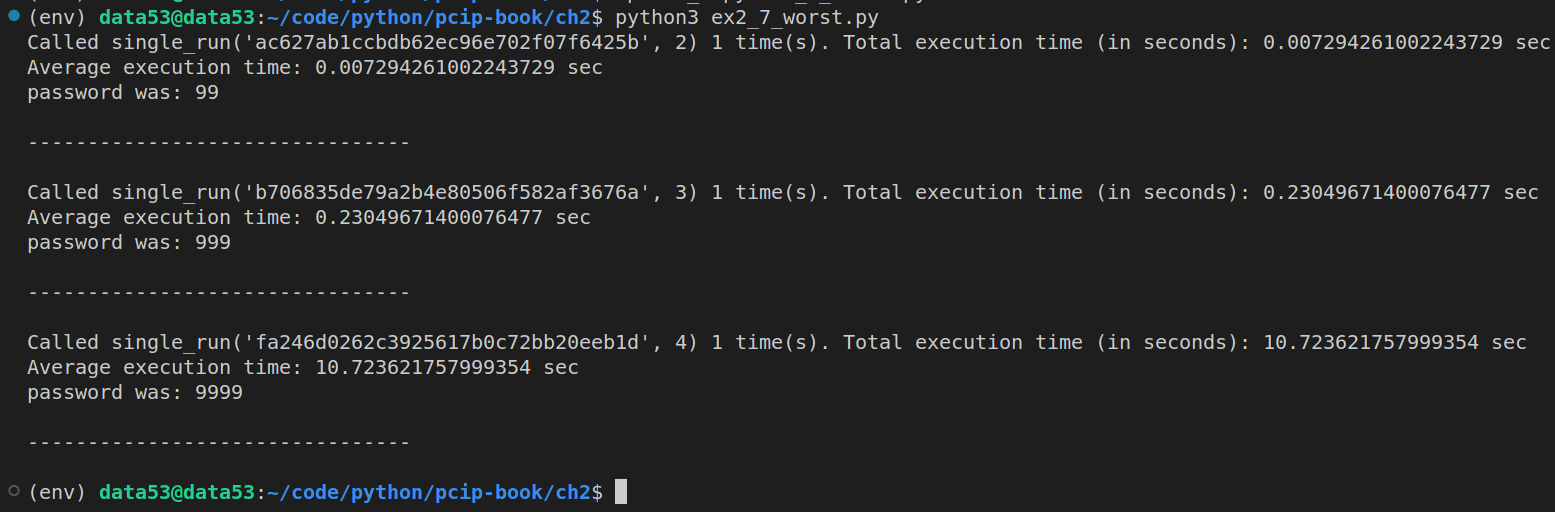 (env) data53@data53:~/code/python/pcip-book/ch2$ python3 ex2_7_worst.py
Called single_run('ac627ab1ccbdb62ec96e702f07f6425b', 2) 1 time(s). Total execution time (in seconds): 0.007294261002243729 sec
Average execution time: 0.007294261002243729 sec
password was: 99
--------------------------------
Called single_run('b706835de79a2b4e80506f582af3676a', 3) 1 time(s). Total execution time (in seconds): 0.23049671400076477 sec
Average execution time: 0.23049671400076477 sec
password was: 999
--------------------------------
Called single_run('fa246d0262c3925617b0c72bb20eeb1d', 4) 1 time(s). Total execution time (in seconds): 10.723621757999354 sec
Average execution time: 10.723621757999354 sec
password was: 9999
--------------------------------
(env) data53@data53:~/code/python/pcip-book/ch2$